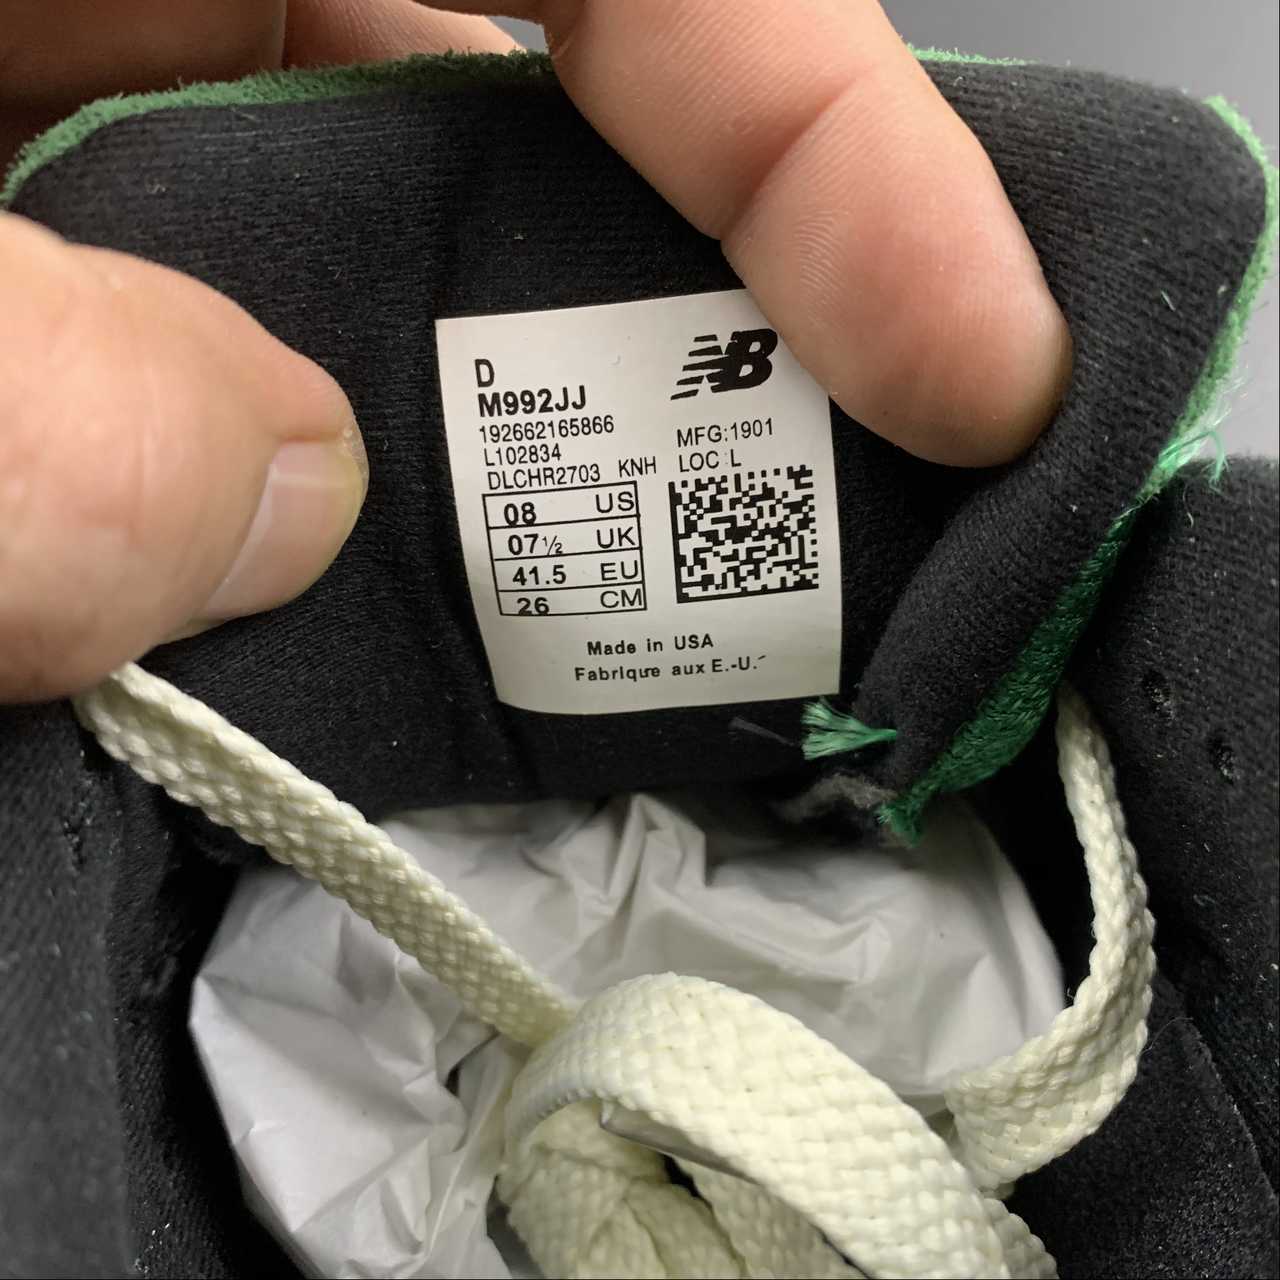 D
M992JJ
192662165866
L102834
DLCHR2703 KNH
08 US
07½ UK
41.5 EU
26 CM
NB
MFG:1901
LOC:L
Made in USA
Fabrique aux E.-U.